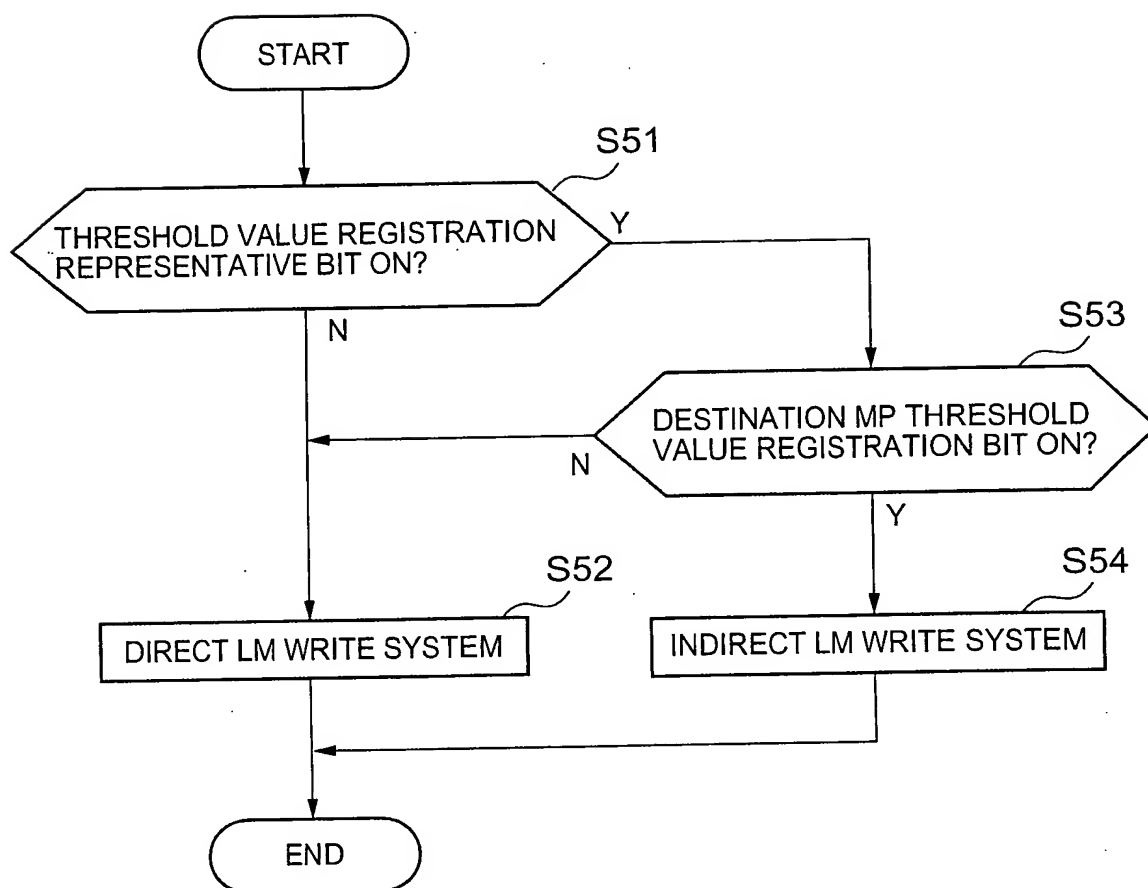 START
S51
THRESHOLD VALUE REGISTRATION
REPRESENTATIVE BIT ON?
Y
N
S53
DESTINATION MP THRESHOLD
VALUE REGISTRATION BIT ON?
N
Y
S52
DIRECT LM WRITE SYSTEM
S54
INDIRECT LM WRITE SYSTEM
END